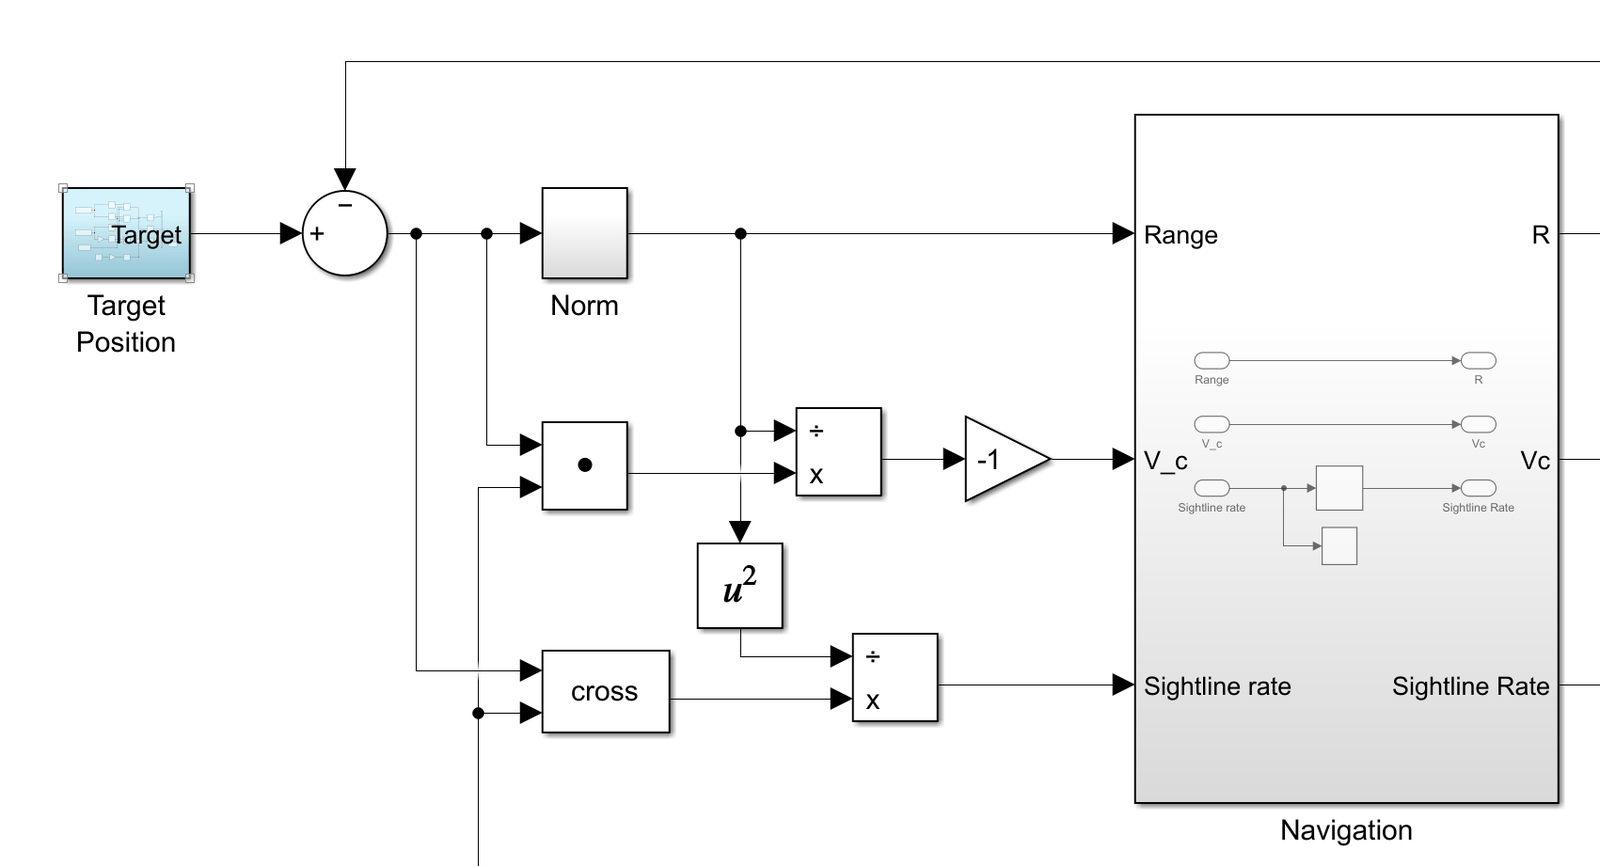 −
Target
+
Range
R
Target
Position
Norm
Range
R
÷
x
-1
V_c
Vc
V_c
Vc
Sightline rate
Sightline Rate
u²
÷
x
cross
Sightline rate
Sightline Rate
Navigation